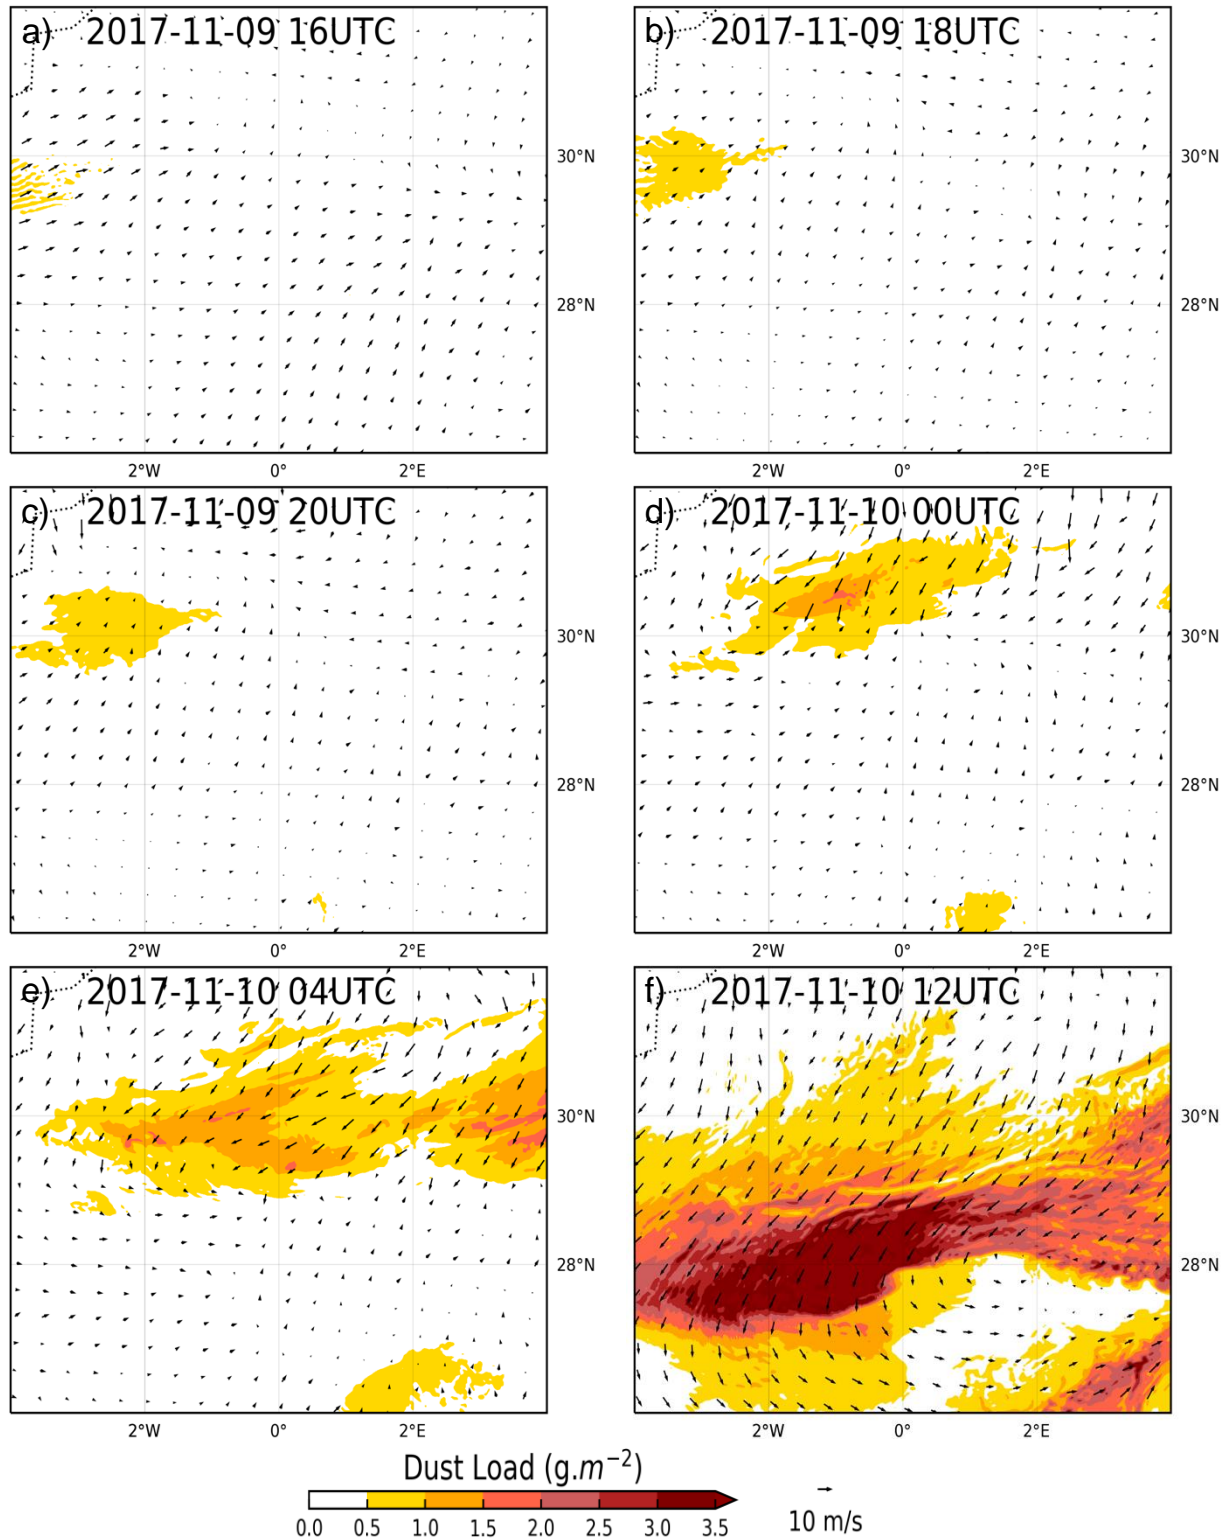 a) 2017-11-09 16UTC
b) 2017-11-09 18UTC
30°N
30°N
28°N
28°N
2°W 0° 2°E
2°W 0° 2°E
c) 2017-11-09 20UTC
d) 2017-11-10 00UTC
30°N
30°N
28°N
28°N
2°W 0° 2°E
2°W 0° 2°E
e) 2017-11-10 04UTC
f) 2017-11-10 12UTC
30°N
30°N
28°N
28°N
2°W 0° 2°E
2°W 0° 2°E
Dust Load (g.m⁻²)
0.0 0.5 1.0 1.5 2.0 2.5 3.0 3.5
10 m/s